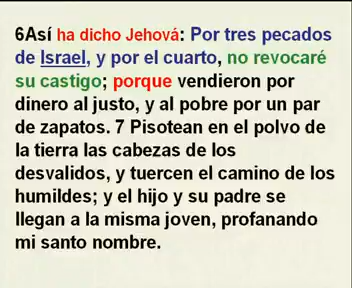 6Así ha dicho Jehová: Por tres pecados
de Israel, y por el cuarto, no revocaré
su castigo; porque vendieron por
dinero al justo, y al pobre por un par
de zapatos. 7 Pisotean en el polvo de
la tierra las cabezas de los
desvalidos, y tuercen el camino de los
humildes; y el hijo y su padre se
llegan a la misma joven, profanando
mi santo nombre.